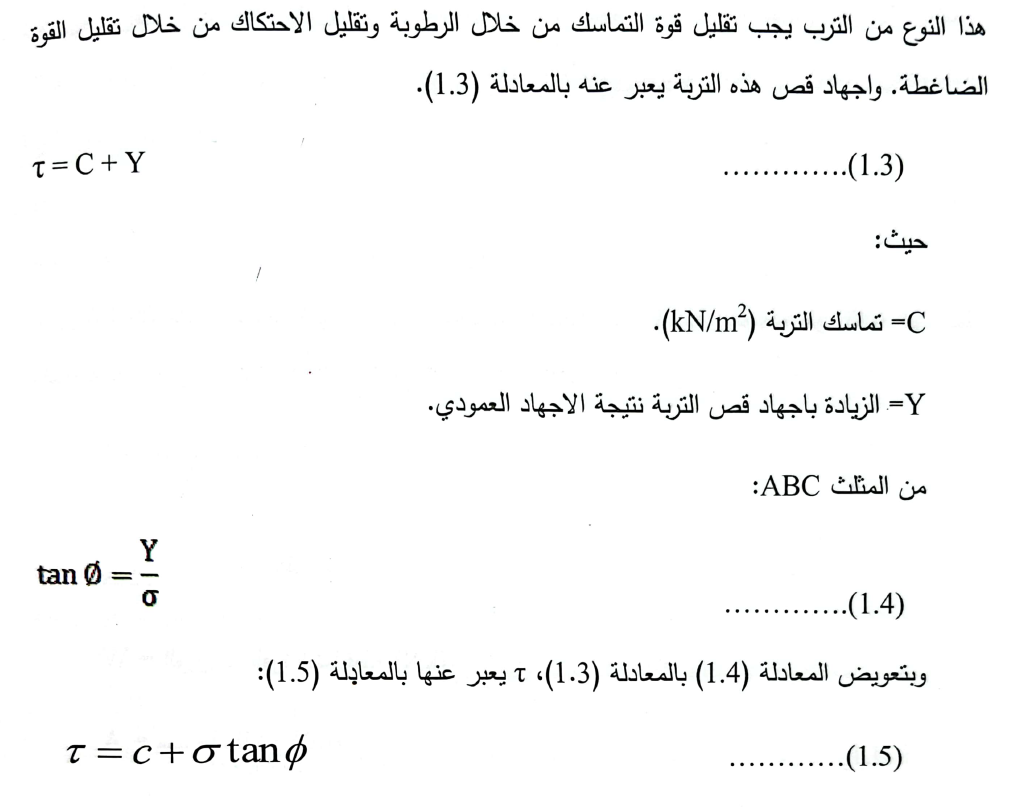 هذا النوع من الترب يجب تقليل قوة التماسك من خلال الرطوبة وتقليل الاحتكاك من خلال تقليل القوة
الضاغطة. واجهاد قص هذه التربة يعبر عنه بالمعادلة (1.3).
τ = C + Y .............(1.3)
حيث:
C= تماسك التربة (kN/m²).
Y= الزيادة باجهاد قص التربة نتيجة الاجهاد العمودي.
من المثلث ABC:
tan Ø = Y/σ .............(1.4)
وبتعويض المعادلة (1.4) بالمعادلة (1.3)، τ يعبر عنها بالمعادلة (1.5):
τ = c + σ tan ϕ ............(1.5)